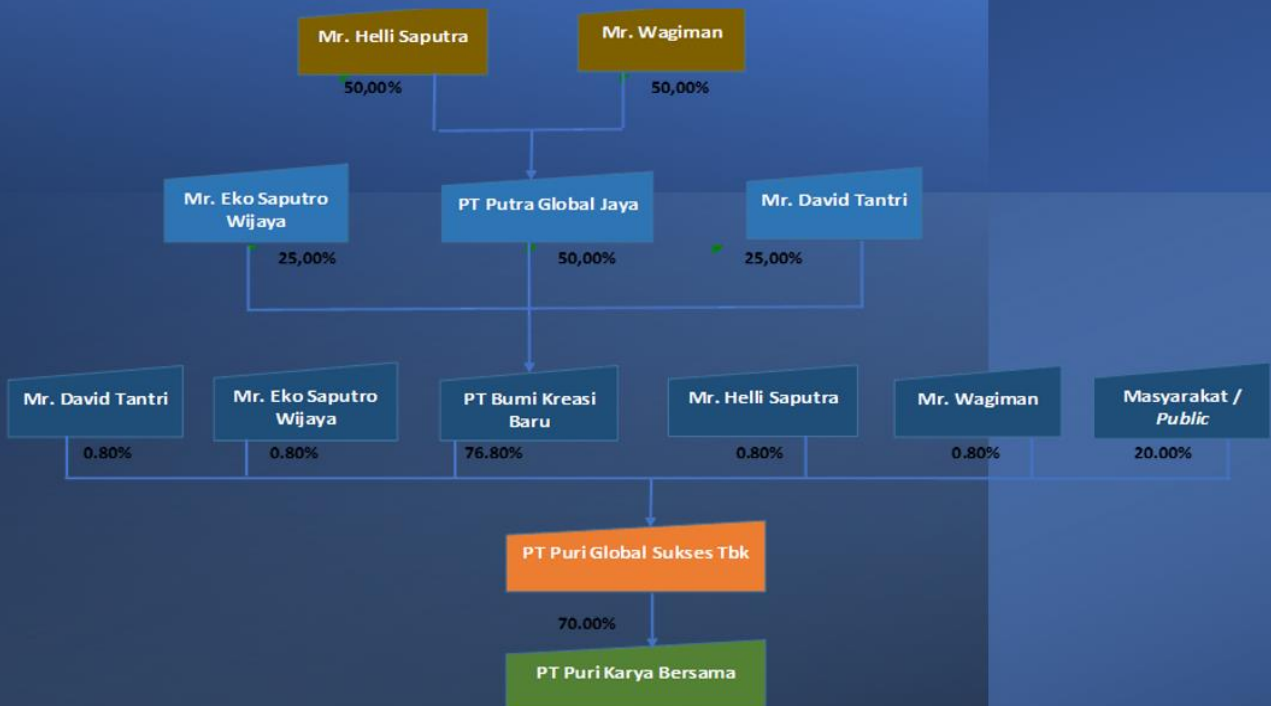 Mr. Helli Saputra
Mr. Wagiman
50,00%
50,00%
Mr. Eko Saputro
Wijaya
PT Putra Global Jaya
Mr. David Tantri
25,00%
50,00%
25,00%
Mr. David Tantri
Mr. Eko Saputro
Wijaya
PT Bumi Kreasi
Baru
Mr. Helli Saputra
Mr. Wagiman
Masyarakat /
Public
0.80%
0.80%
76.80%
0.80%
0.80%
20.00%
PT Puri Global Sukses Tbk
70.00%
PT Puri Karya Bersama